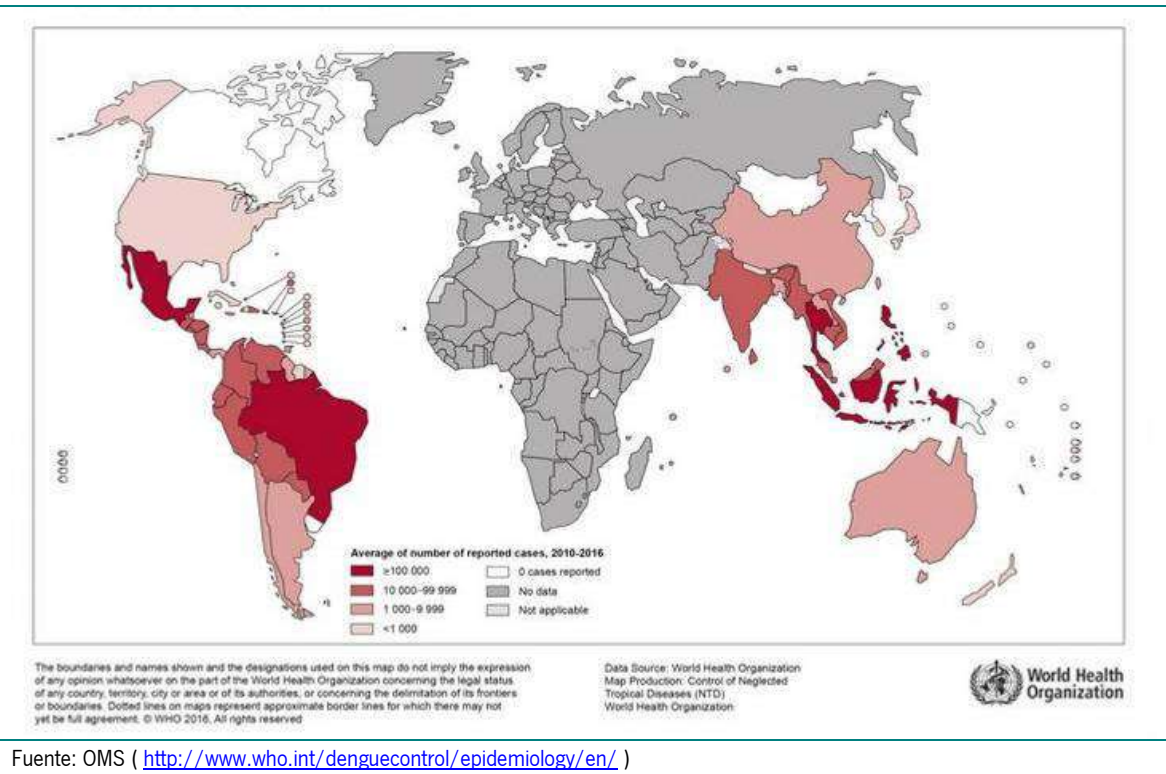 Average of number of reported cases, 2010-2016
≥100 000
10 000-99 999
1 000-9 999
<1 000
0 cases reported
No data
Not applicable
The boundaries and names shown and the designations used on this map do not imply the expression
of any opinion whatsoever on the part of the World Health Organization concerning the legal status
of any country, territory, city or area or of its authorities, or concerning the delimitation of its frontiers
or boundaries. Dotted lines on maps represent approximate border lines for which there may not
yet be full agreement. © WHO 2016, All rights reserved
Data Source: World Health Organization
Map Production: Control of Neglected
Tropical Diseases (NTD)
World Health Organization
World Health
Organization
Fuente: OMS ( http://www.who.int/denguecontrol/epidemiology/en/ )